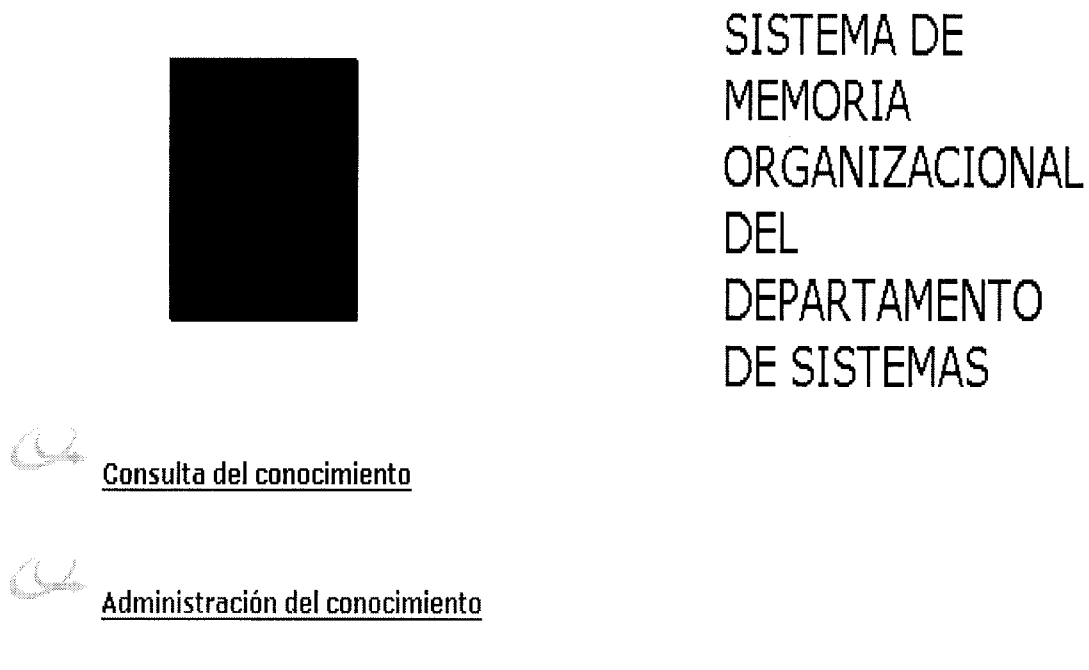 SISTEMA DE
MEMORIA
ORGANIZACIONAL
DEL
DEPARTAMENTO
DE SISTEMAS
Consulta del conocimiento
Administración del conocimiento